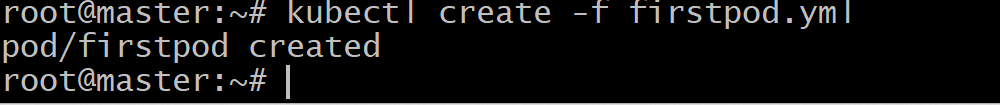 root@master:~# kubectl create -f firstpod.yml
pod/firstpod created
root@master:~#